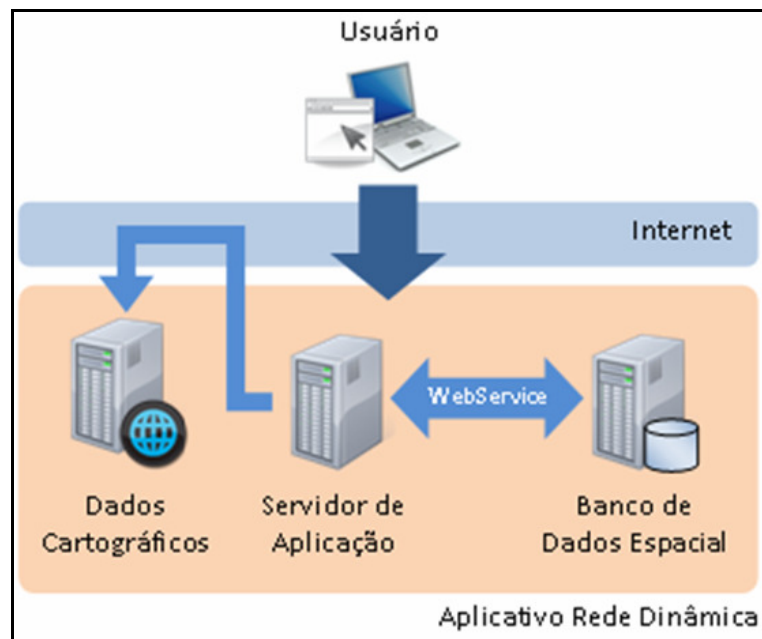 Usuário
Internet
WebService
Dados
Cartográficos
Servidor de
Aplicação
Banco de
Dados Espacial
Aplicativo Rede Dinâmica